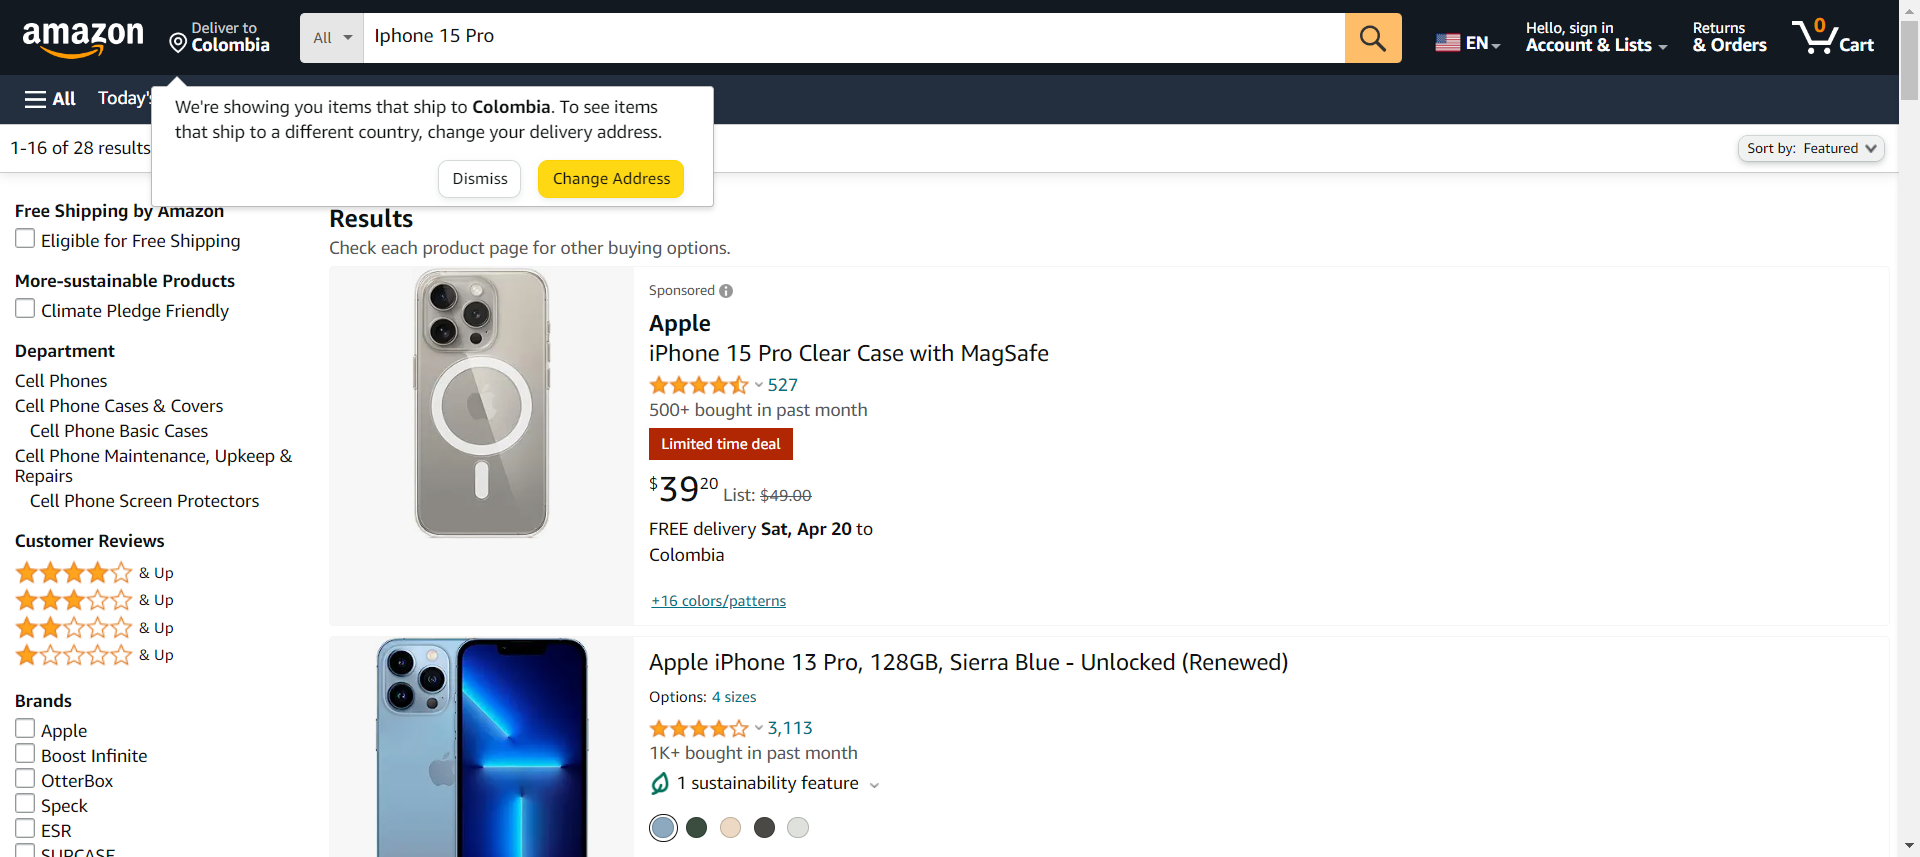 amazon
Deliver to
Colombia
All
Iphone 15 Pro
EN
Hello, sign in
Account & Lists
Returns
& Orders
0
Cart
All
Today's
We're showing you items that ship to Colombia. To see items
that ship to a different country, change your delivery address.
Dismiss
Change Address
1-16 of 28 results
Sort by: Featured
Free Shipping by Amazon
Eligible for Free Shipping
More-sustainable Products
Climate Pledge Friendly
Department
Cell Phones
Cell Phone Cases & Covers
Cell Phone Basic Cases
Cell Phone Maintenance, Upkeep &
Repairs
Cell Phone Screen Protectors
Customer Reviews
& Up
& Up
& Up
& Up
Brands
Apple
Boost Infinite
OtterBox
Speck
ESR
SUPCASE
Results
Check each product page for other buying options.
Sponsored
Apple
iPhone 15 Pro Clear Case with MagSafe
527
500+ bought in past month
Limited time deal
$39 20 List: $49.00
FREE delivery Sat, Apr 20 to
Colombia
+16 colors/patterns
Apple iPhone 13 Pro, 128GB, Sierra Blue - Unlocked (Renewed)
Options: 4 sizes
3,113
1K+ bought in past month
1 sustainability feature